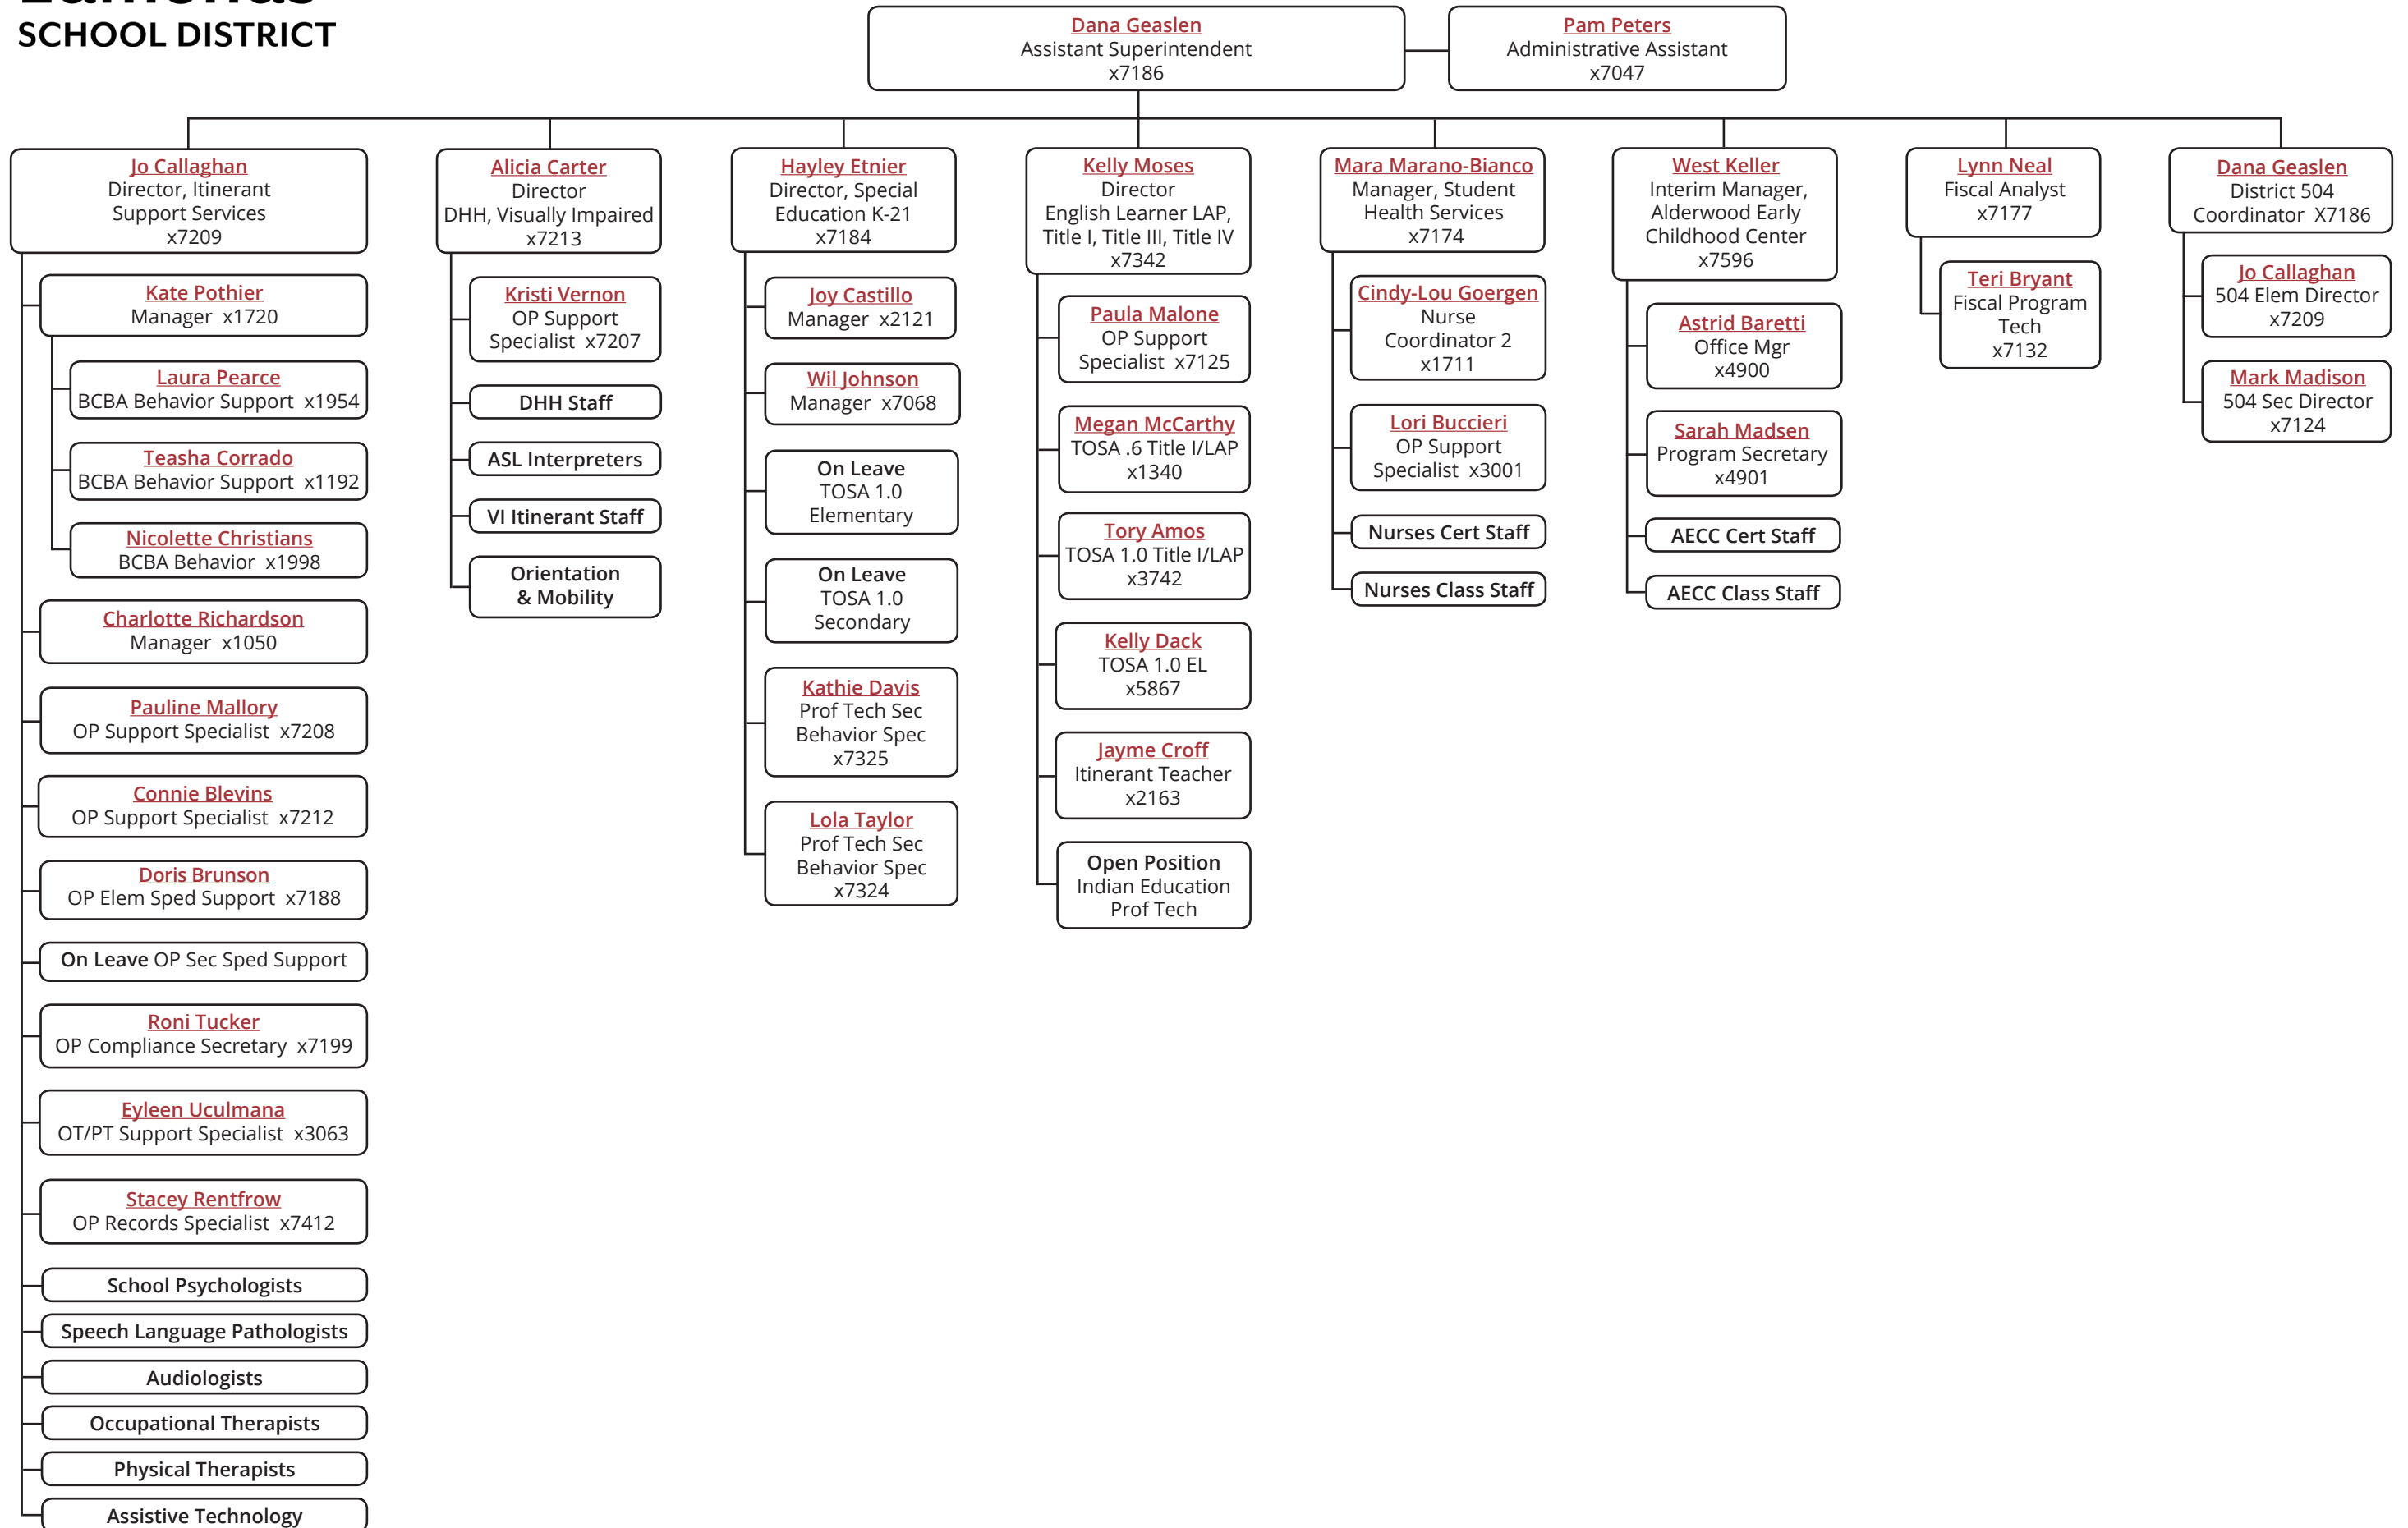 SCHOOL DISTRICT
Dana Geaslen
Assistant Superintendent
x7186
Pam Peters
Administrative Assistant
x7047
Jo Callaghan
Director, Itinerant
Support Services
x7209
Kate Pothier
Manager x1720
Laura Pearce
BCBA Behavior Support x1954
Teasha Corrado
BCBA Behavior Support x1192
Nicolette Christians
BCBA Behavior x1998
Charlotte Richardson
Manager x1050
Pauline Mallory
OP Support Specialist x7208
Connie Blevins
OP Support Specialist x7212
Doris Brunson
OP Elem Sped Support x7188
On Leave OP Sec Sped Support
Roni Tucker
OP Compliance Secretary x7199
Eyleen Uculmana
OT/PT Support Specialist x3063
Stacey Rentfrow
OP Records Specialist x7412
School Psychologists
Speech Language Pathologists
Audiologists
Occupational Therapists
Physical Therapists
Assistive Technology
Alicia Carter
Director
DHH, Visually Impaired
x7213
Kristi Vernon
OP Support
Specialist x7207
DHH Staff
ASL Interpreters
VI Itinerant Staff
Orientation
& Mobility
Hayley Etnier
Director, Special
Education K-21
x7184
Joy Castillo
Manager x2121
Wil Johnson
Manager x7068
On Leave
TOSA 1.0
Elementary
On Leave
TOSA 1.0
Secondary
Kathie Davis
Prof Tech Sec
Behavior Spec
x7325
Lola Taylor
Prof Tech Sec
Behavior Spec
x7324
Kelly Moses
Director
English Learner LAP,
Title I, Title III, Title IV
x7342
Paula Malone
OP Support
Specialist x7125
Megan McCarthy
TOSA .6 Title I/LAP
x1340
Tory Amos
TOSA 1.0 Title I/LAP
x3742
Kelly Dack
TOSA 1.0 EL
x5867
Jayme Croff
Itinerant Teacher
x2163
Open Position
Indian Education
Prof Tech
Mara Marano-Bianco
Manager, Student
Health Services
x7174
Cindy-Lou Goergen
Nurse
Coordinator 2
x1711
Lori Buccieri
OP Support
Specialist x3001
Nurses Cert Staff
Nurses Class Staff
West Keller
Interim Manager,
Alderwood Early
Childhood Center
x7596
Astrid Baretti
Office Mgr
x4900
Sarah Madsen
Program Secretary
x4901
AECC Cert Staff
AECC Class Staff
Lynn Neal
Fiscal Analyst
x7177
Teri Bryant
Fiscal Program
Tech
x7132
Dana Geaslen
District 504
Coordinator X7186
Jo Callaghan
504 Elem Director
x7209
Mark Madison
504 Sec Director
x7124